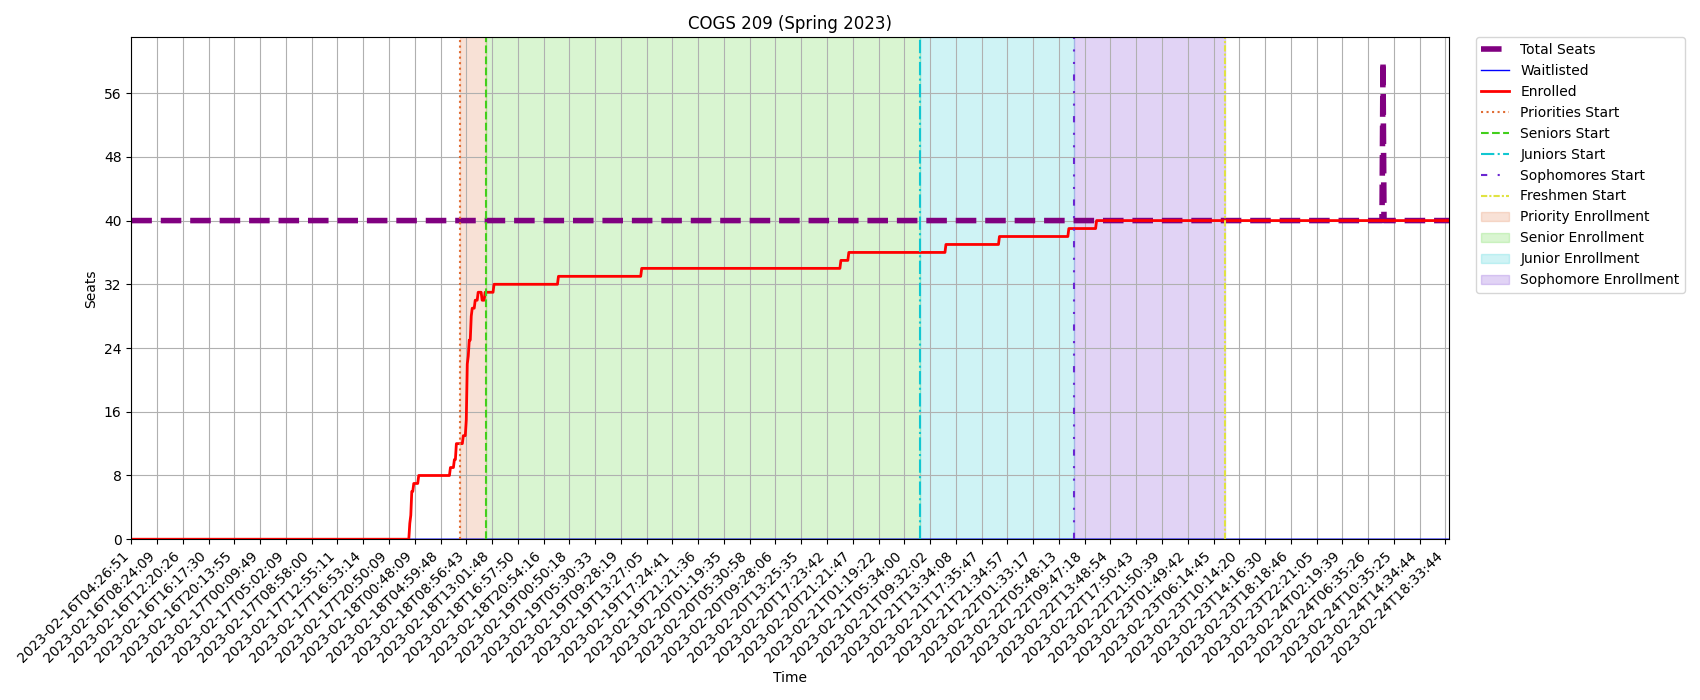 COGS 209 (Spring 2023)
Total Seats
Waitlisted
Enrolled
Priorities Start
Seniors Start
Juniors Start
Sophomores Start
Freshmen Start
Priority Enrollment
Senior Enrollment
Junior Enrollment
Sophomore Enrollment
Seats
56
48
40
32
24
16
8
0
2023-02-16T04:26:51
2023-02-16T08:24:09
2023-02-16T12:20:26
2023-02-16T16:17:30
2023-02-16T20:13:55
2023-02-17T00:09:49
2023-02-17T05:02:09
2023-02-17T08:58:00
2023-02-17T12:55:11
2023-02-17T16:53:14
2023-02-17T20:50:09
2023-02-18T00:48:09
2023-02-18T04:59:48
2023-02-18T08:56:43
2023-02-18T13:01:48
2023-02-18T16:57:50
2023-02-18T20:54:16
2023-02-19T00:50:18
2023-02-19T05:30:33
2023-02-19T09:28:19
2023-02-19T13:27:05
2023-02-19T17:24:41
2023-02-19T21:21:36
2023-02-20T01:19:35
2023-02-20T05:30:58
2023-02-20T09:28:06
2023-02-20T13:25:35
2023-02-20T17:23:42
2023-02-20T21:21:47
2023-02-21T01:19:22
2023-02-21T05:34:00
2023-02-21T09:32:02
2023-02-21T13:34:08
2023-02-21T17:35:47
2023-02-21T21:34:57
2023-02-22T01:33:17
2023-02-22T05:48:13
2023-02-22T09:47:18
2023-02-22T13:48:54
2023-02-22T17:50:43
2023-02-22T21:50:39
2023-02-23T01:49:42
2023-02-23T06:14:45
2023-02-23T10:14:20
2023-02-23T14:16:30
2023-02-23T18:18:46
2023-02-23T22:21:05
2023-02-24T02:19:39
2023-02-24T06:35:26
2023-02-24T10:35:25
2023-02-24T14:34:44
2023-02-24T18:33:44
Time